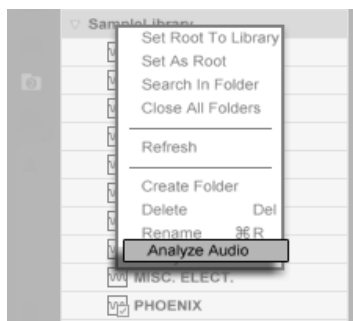 SampleLibrary
Set Root To Library
Set As Root
Search In Folder
Close All Folders
Refresh
Create Folder
Delete Del
Rename ⌘R
Analyze Audio
MISC. ELECT.
PHOENIX